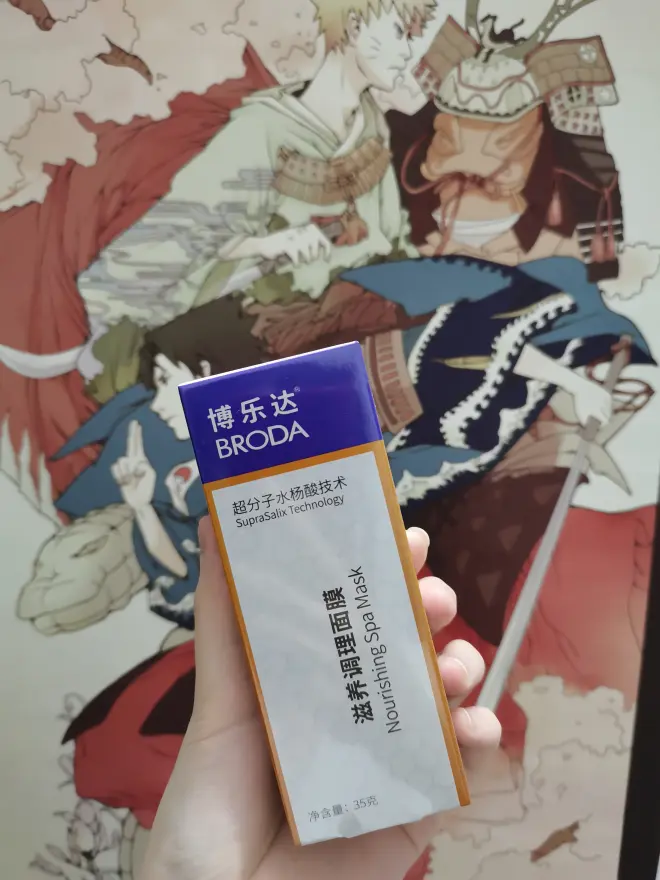 博乐达®
BRODA
超分子水杨酸技术
SupraSalix Technology
滋养调理面膜
Nourishing Spa Mask
净含量：35克